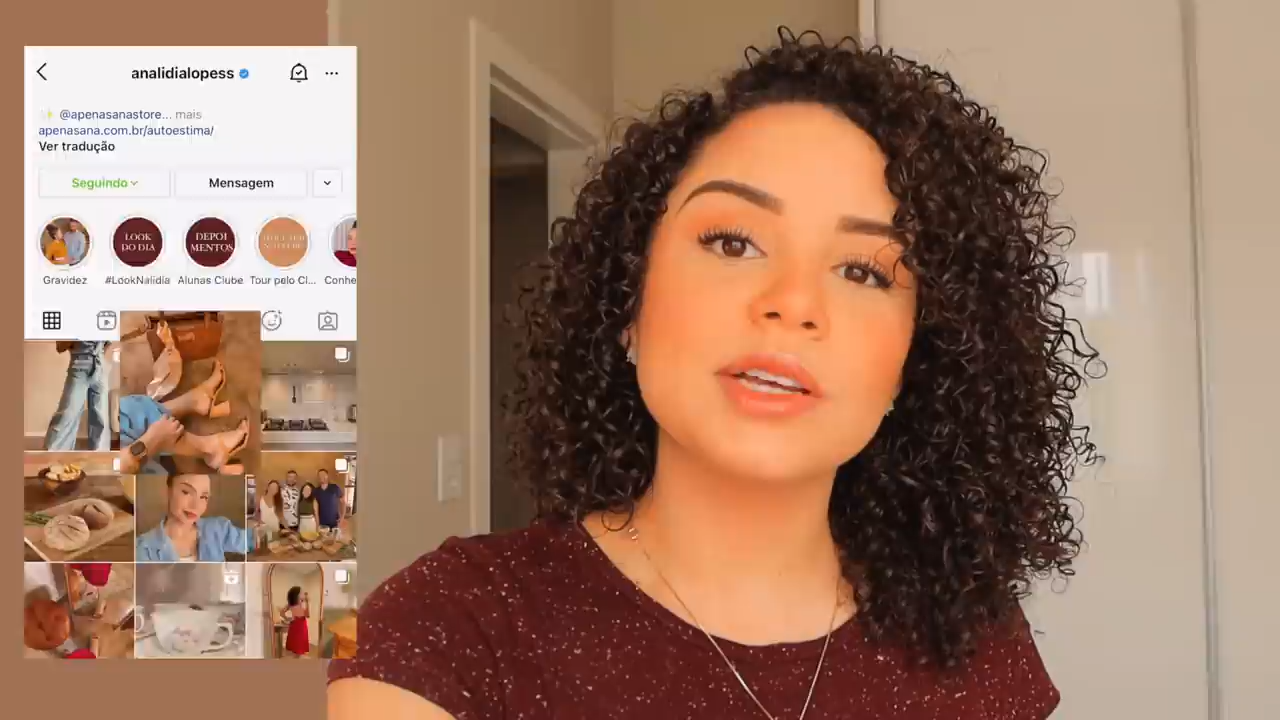 analidialopess
@apenasanastore... mais
apenasana.com.br/autoestima/
Ver tradução
Seguindo
Mensagem
LOOK
DO DIA
DEPOI
MENTOS
Gravidez
#LookNalidia
Alunas Clube
Tour pelo Cl...
Conhe